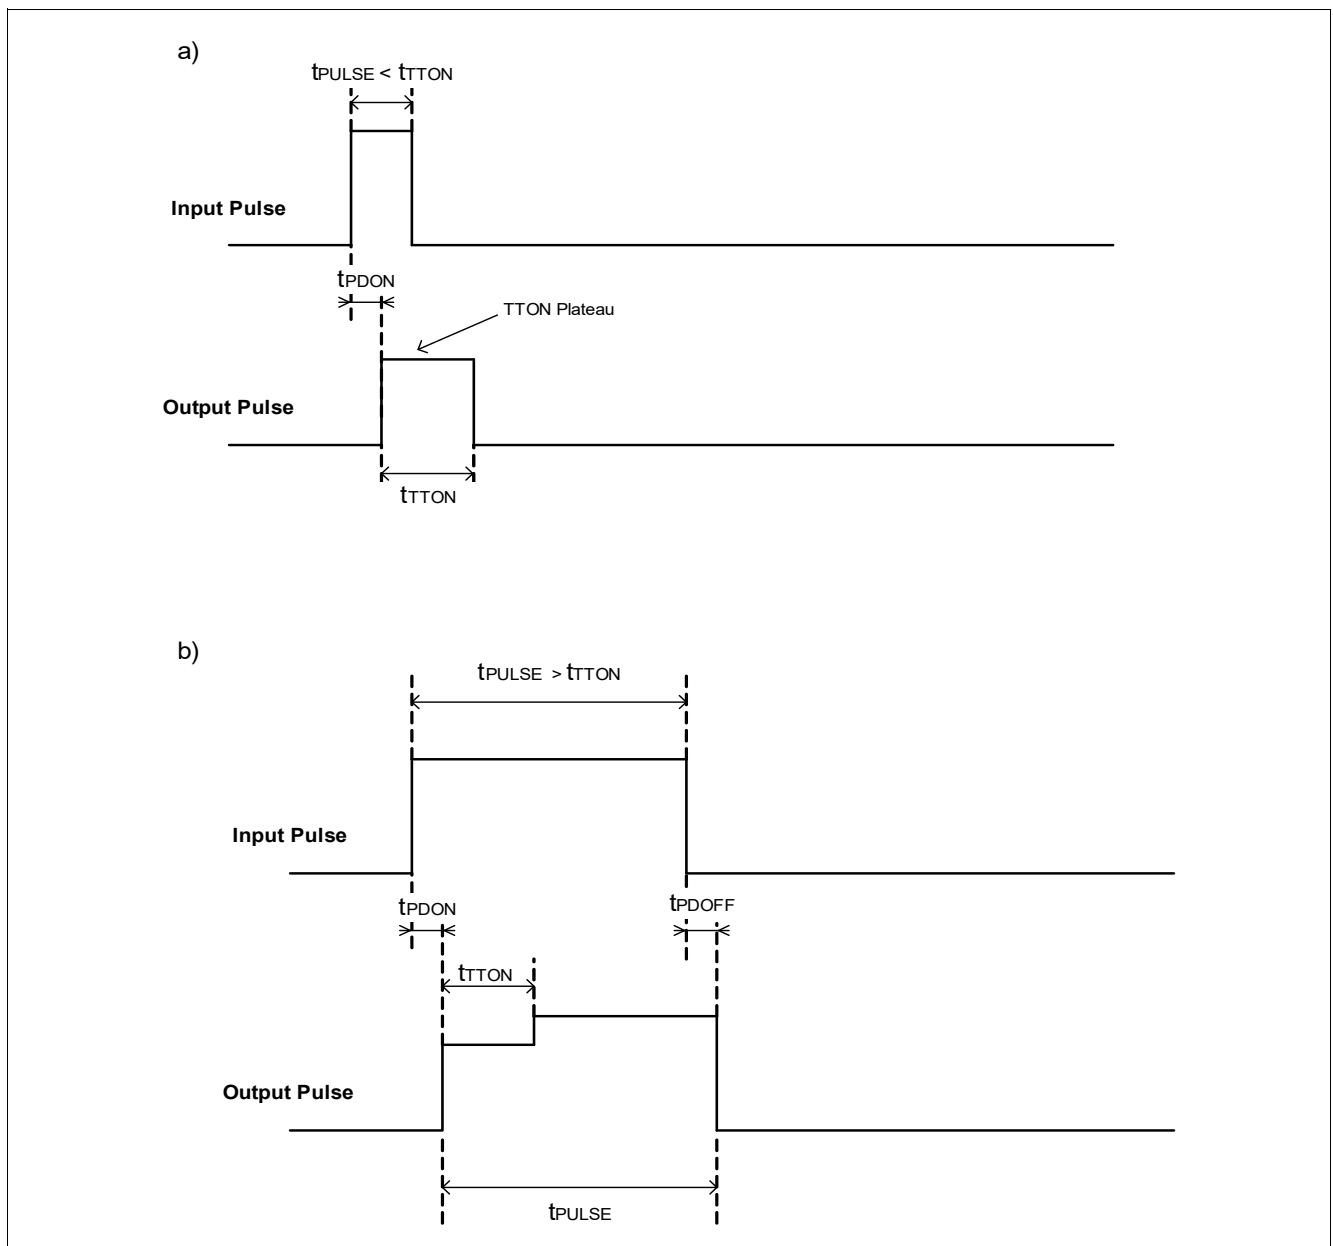 a)
tPULSE < tTTON
Input Pulse
tPDON
TTON Plateau
Output Pulse
tTTON
b)
tPULSE > tTTON
Input Pulse
tPDON
tPDOFF
tTTON
Output Pulse
tPULSE